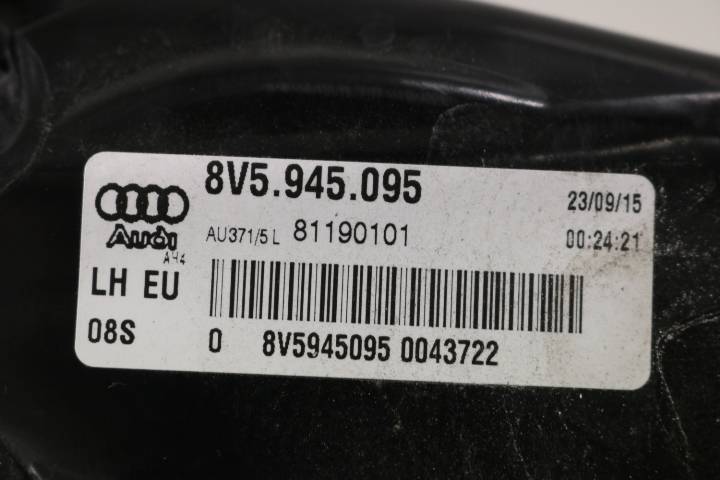 8V5.945.095
23/09/15
Audi
AU371/5 L 81190101
00:24:21
A44
LH EU
08S
0 8V5945095 0043722